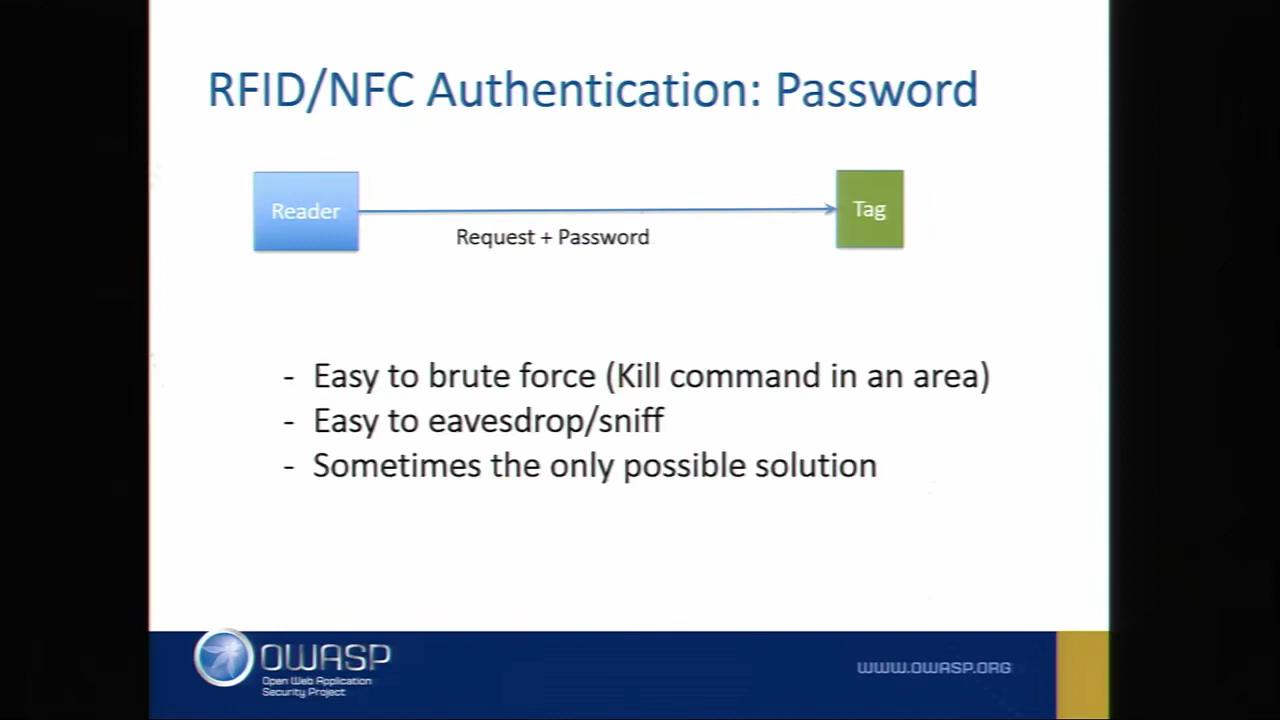 RFID/NFC Authentication: Password
Reader
Tag
Request + Password
- Easy to brute force (Kill command in an area)
- Easy to eavesdrop/sniff
- Sometimes the only possible solution
OWASP
Open Web Application
Security Project
WWW.OWASP.ORG